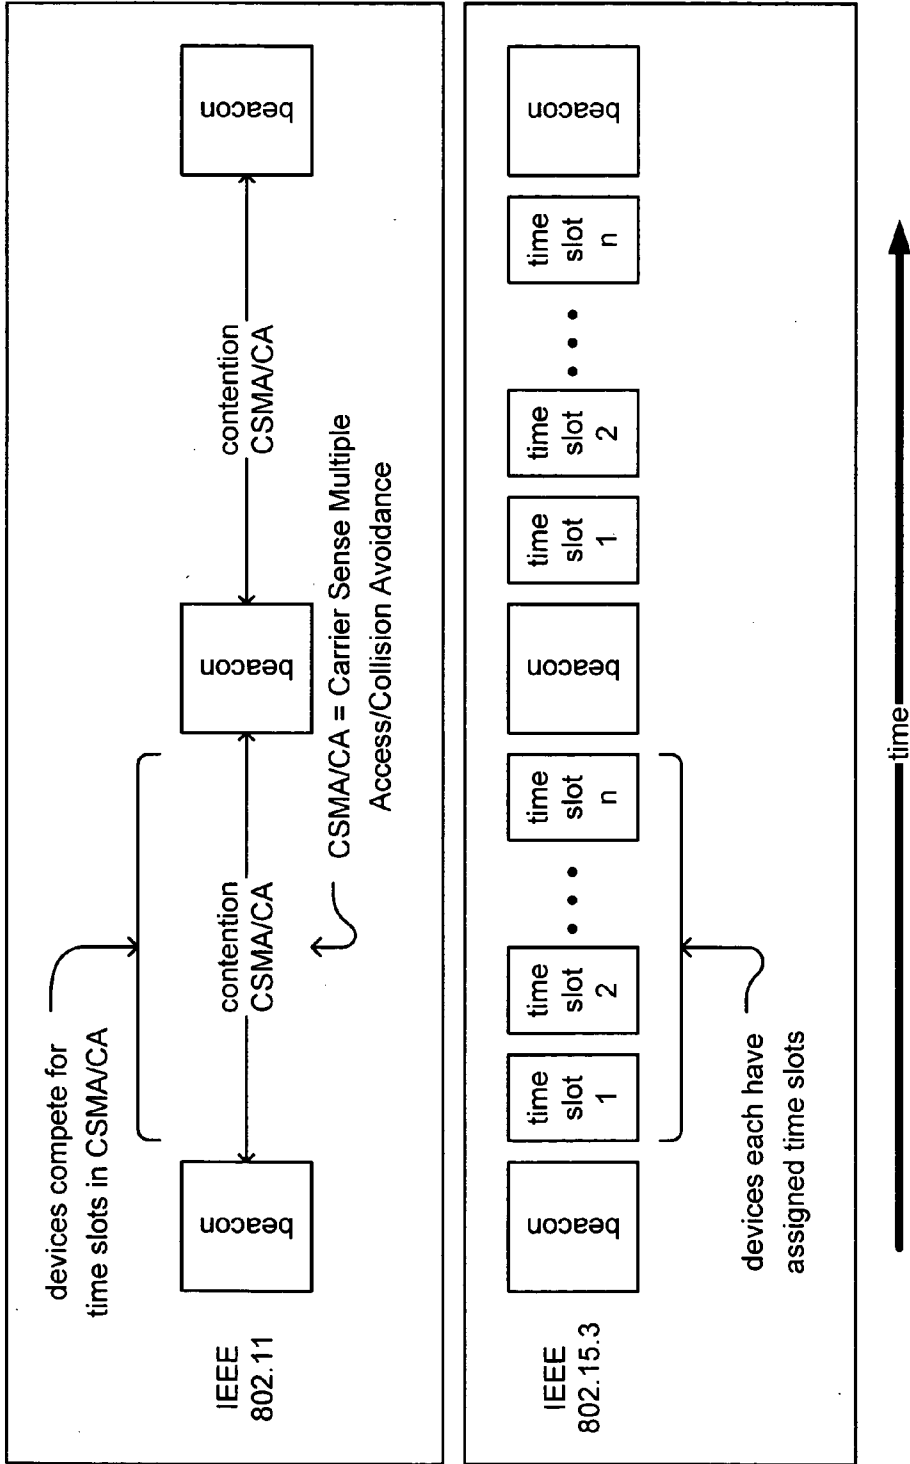 devices compete for
time slots in CSMA/CA
IEEE
802.11
beacon
contention
CSMA/CA
beacon
contention
CSMA/CA
beacon
CSMA/CA = Carrier Sense Multiple
Access/Collision Avoidance
IEEE
802.15.3
beacon
time
slot
1
time
slot
2
time
slot
n
beacon
time
slot
1
time
slot
2
time
slot
n
beacon
devices each have
assigned time slots
time